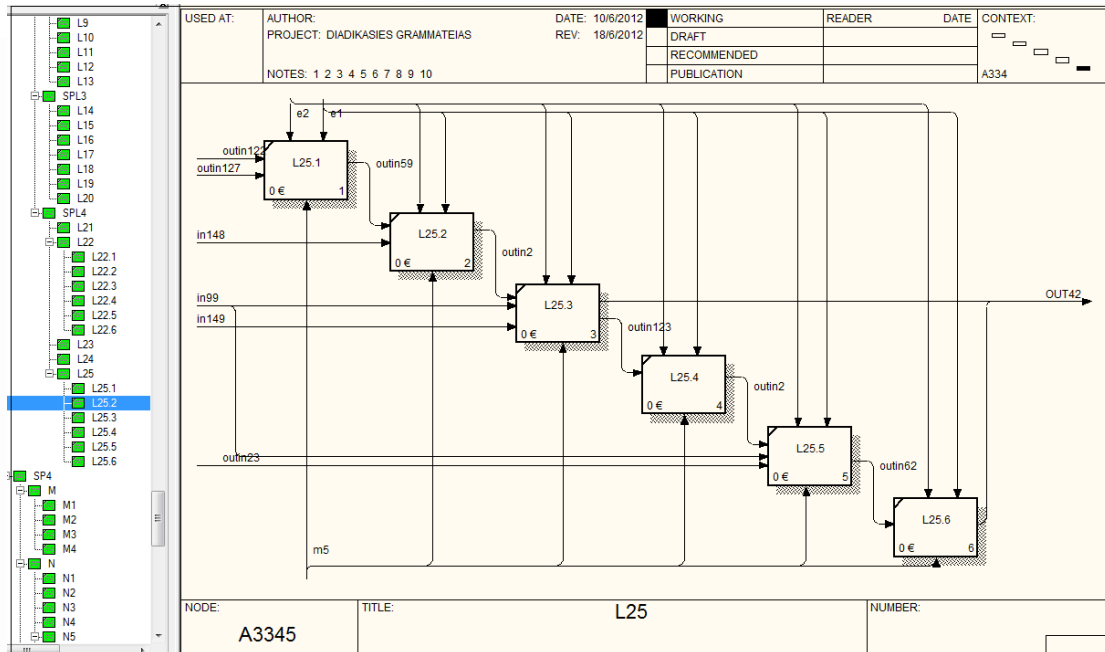 L9
L10
L11
L12
L13
SPL3
L14
L15
L16
L17
L18
L19
L20
SPL4
L21
L22
L22.1
L22.2
L22.3
L22.4
L22.5
L22.6
L23
L24
L25
L25.1
L25.2
L25.3
L25.4
L25.5
L25.6
SP4
M
M1
M2
M3
M4
N
N1
N2
N3
N4
N5
USED AT: AUTHOR: DATE: 10/6/2012 WORKING READER DATE CONTEXT:
PROJECT: DIADIKASIES GRAMMATEIAS REV: 18/6/2012 DRAFT
RECOMMENDED
NOTES: 1 2 3 4 5 6 7 8 9 10 PUBLICATION A334
e2 e1
outin122
outin127
L25.1
0 € 1
outin59
in148
L25.2
0 € 2
outin2
in99
in149
L25.3
0 € 3
OUT42
outin123
L25.4
0 € 4
outin2
outin23
L25.5
0 € 5
outin62
L25.6
0 € 6
m5
NODE: TITLE: L25 NUMBER:
A3345